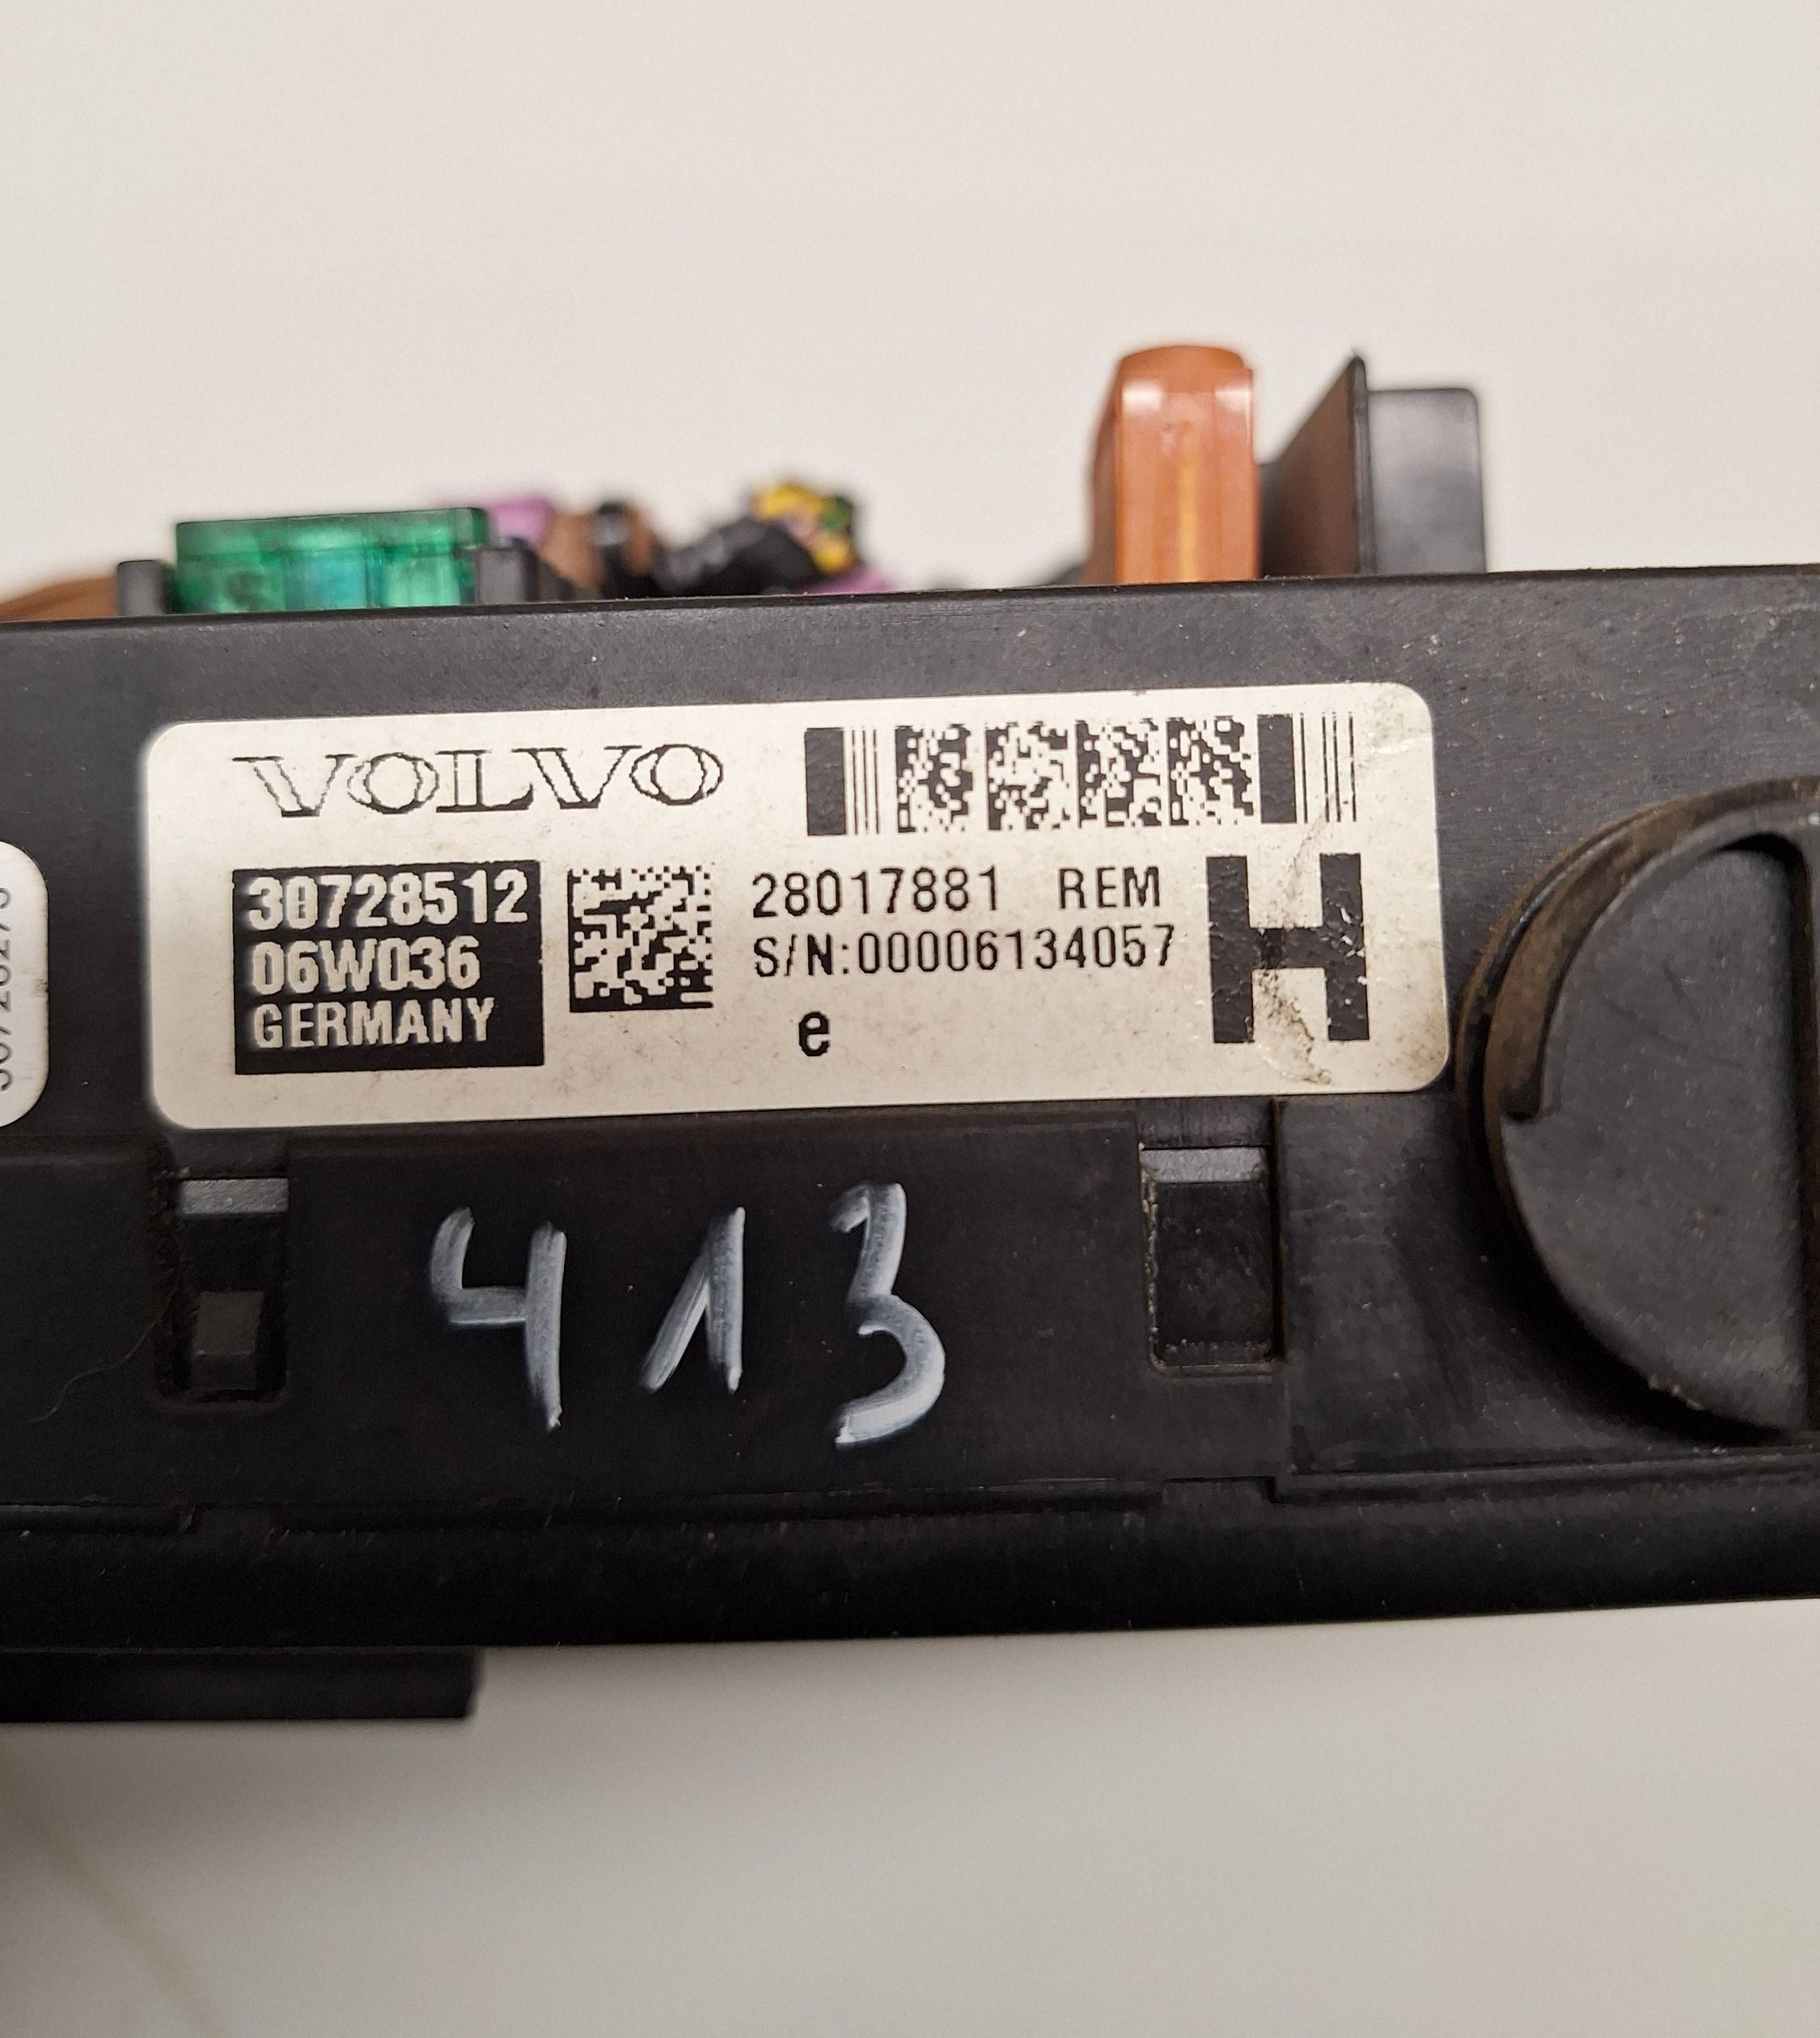 VOLVO
30728512
06W036
GERMANY
28017881 REM
S/N:00006134057
e
H
413